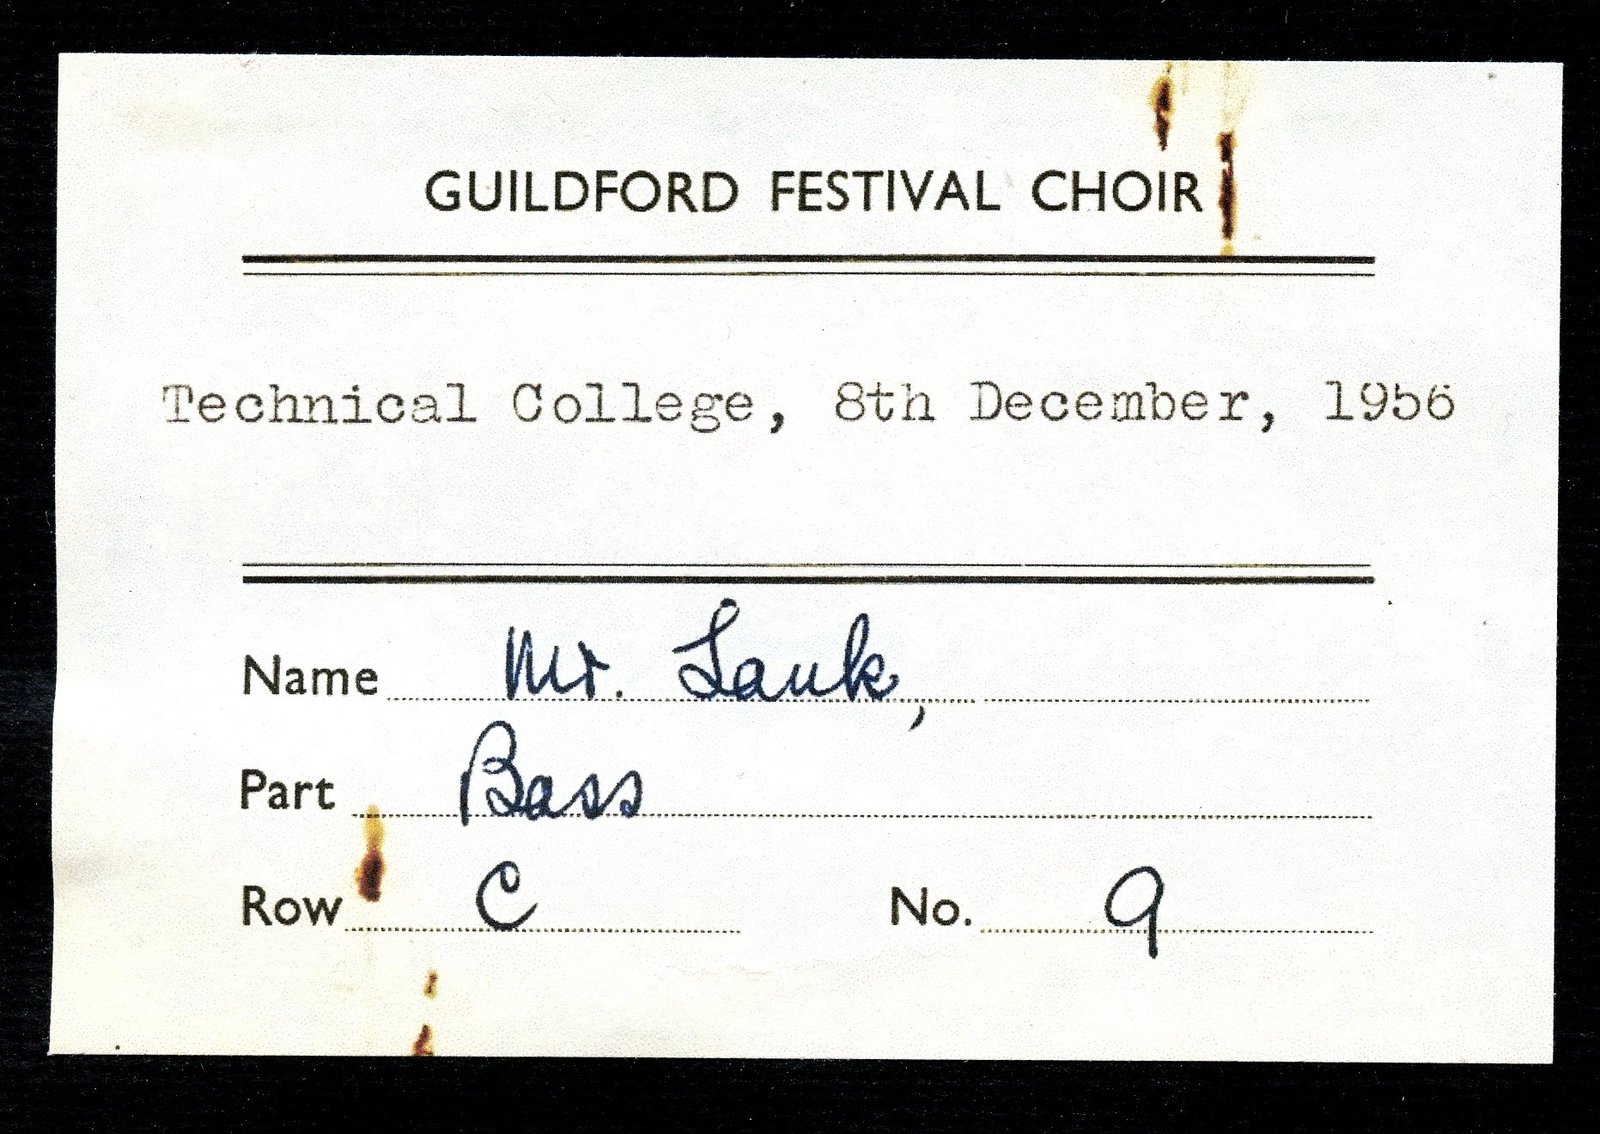 GUILDFORD FESTIVAL CHOIR
Technical College, 8th December, 1956
Name Mr. Lauk,
Part Bass
Row C No. 9